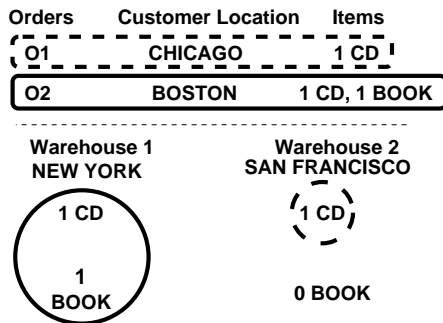 Orders Customer Location Items
O1 CHICAGO 1 CD
O2 BOSTON 1 CD, 1 BOOK
Warehouse 1 Warehouse 2
NEW YORK SAN FRANCISCO
1 CD 1 CD
1
BOOK 0 BOOK